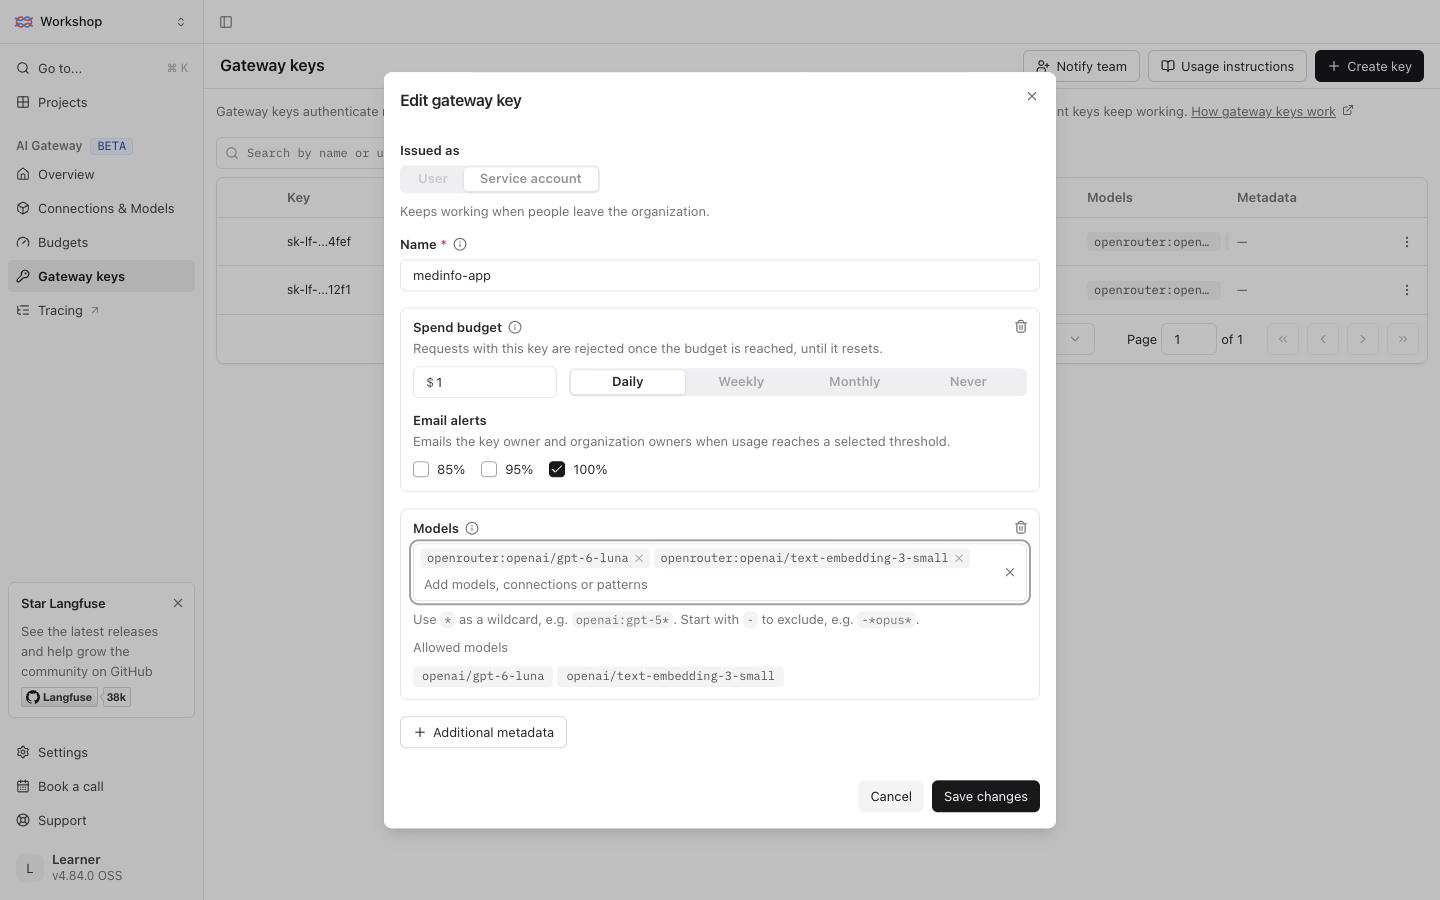 Workshop
Go to...
⌘ K
Projects
AI Gateway BETA
Overview
Connections & Models
Budgets
Gateway keys
Tracing
Star Langfuse
See the latest releases
and help grow the
community on GitHub
Langfuse 38k
Settings
Book a call
Support
L
Learner
v4.84.0 OSS
Gateway keys
Notify team
Usage instructions
+ Create key
Gateway keys authenticate
nt keys keep working. How gateway keys work
Search by name or u
Key
Models
Metadata
sk-lf-...4fef
openrouter:open…
—
sk-lf-...12f1
openrouter:open…
—
Page 1 of 1
Edit gateway key
Issued as
User
Service account
Keeps working when people leave the organization.
Name *
medinfo-app
Spend budget
Requests with this key are rejected once the budget is reached, until it resets.
$ 1
Daily
Weekly
Monthly
Never
Email alerts
Emails the key owner and organization owners when usage reaches a selected threshold.
85%
95%
100%
Models
openrouter:openai/gpt-6-luna
openrouter:openai/text-embedding-3-small
Add models, connections or patterns
Use * as a wildcard, e.g. openai:gpt-5*. Start with - to exclude, e.g. -*opus*.
Allowed models
openai/gpt-6-luna
openai/text-embedding-3-small
+ Additional metadata
Cancel
Save changes